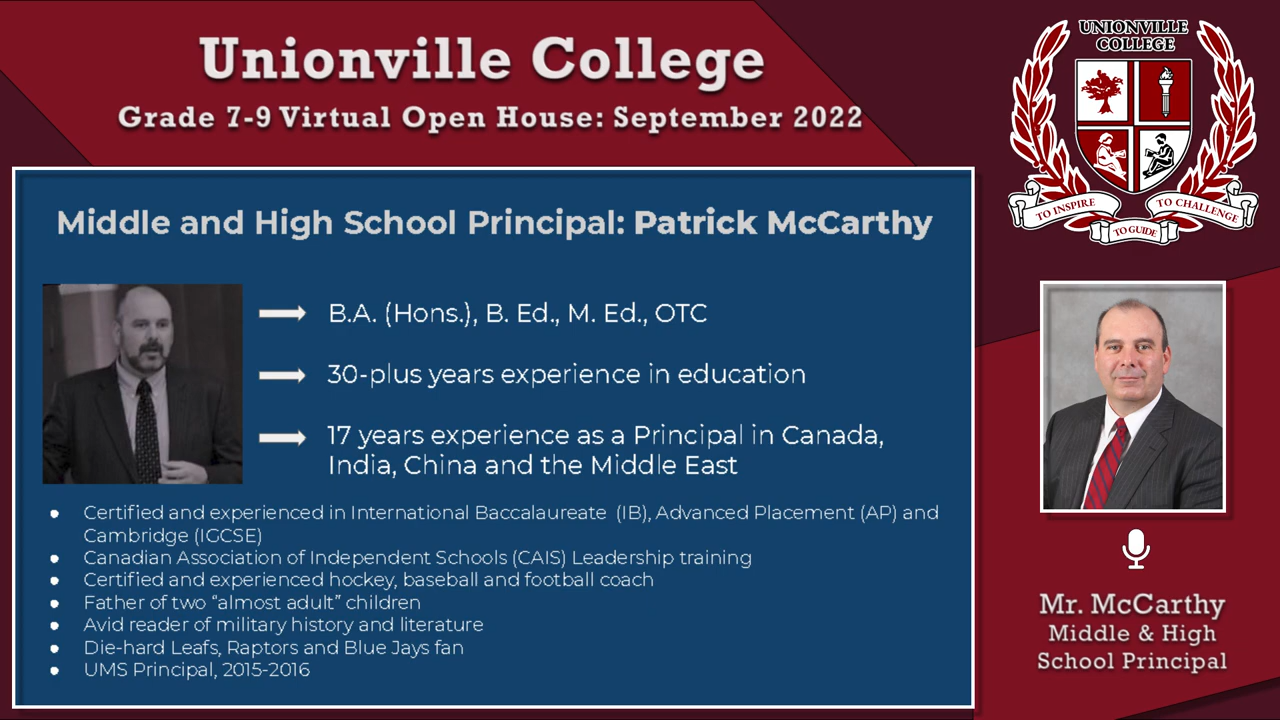 Unionville College
Grade 7-9 Virtual Open House: September 2022
UNIONVILLE
COLLEGE
TO INSPIRE
TO GUIDE
TO CHALLENGE
Middle and High School Principal: Patrick McCarthy
B.A. (Hons.), B. Ed., M. Ed., OTC
30-plus years experience in education
17 years experience as a Principal in Canada,
India, China and the Middle East
● Certified and experienced in International Baccalaureate (IB), Advanced Placement (AP) and
Cambridge (IGCSE)
● Canadian Association of Independent Schools (CAIS) Leadership training
● Certified and experienced hockey, baseball and football coach
● Father of two “almost adult” children
● Avid reader of military history and literature
● Die-hard Leafs, Raptors and Blue Jays fan
● UMS Principal, 2015-2016
Mr. McCarthy
Middle & High
School Principal